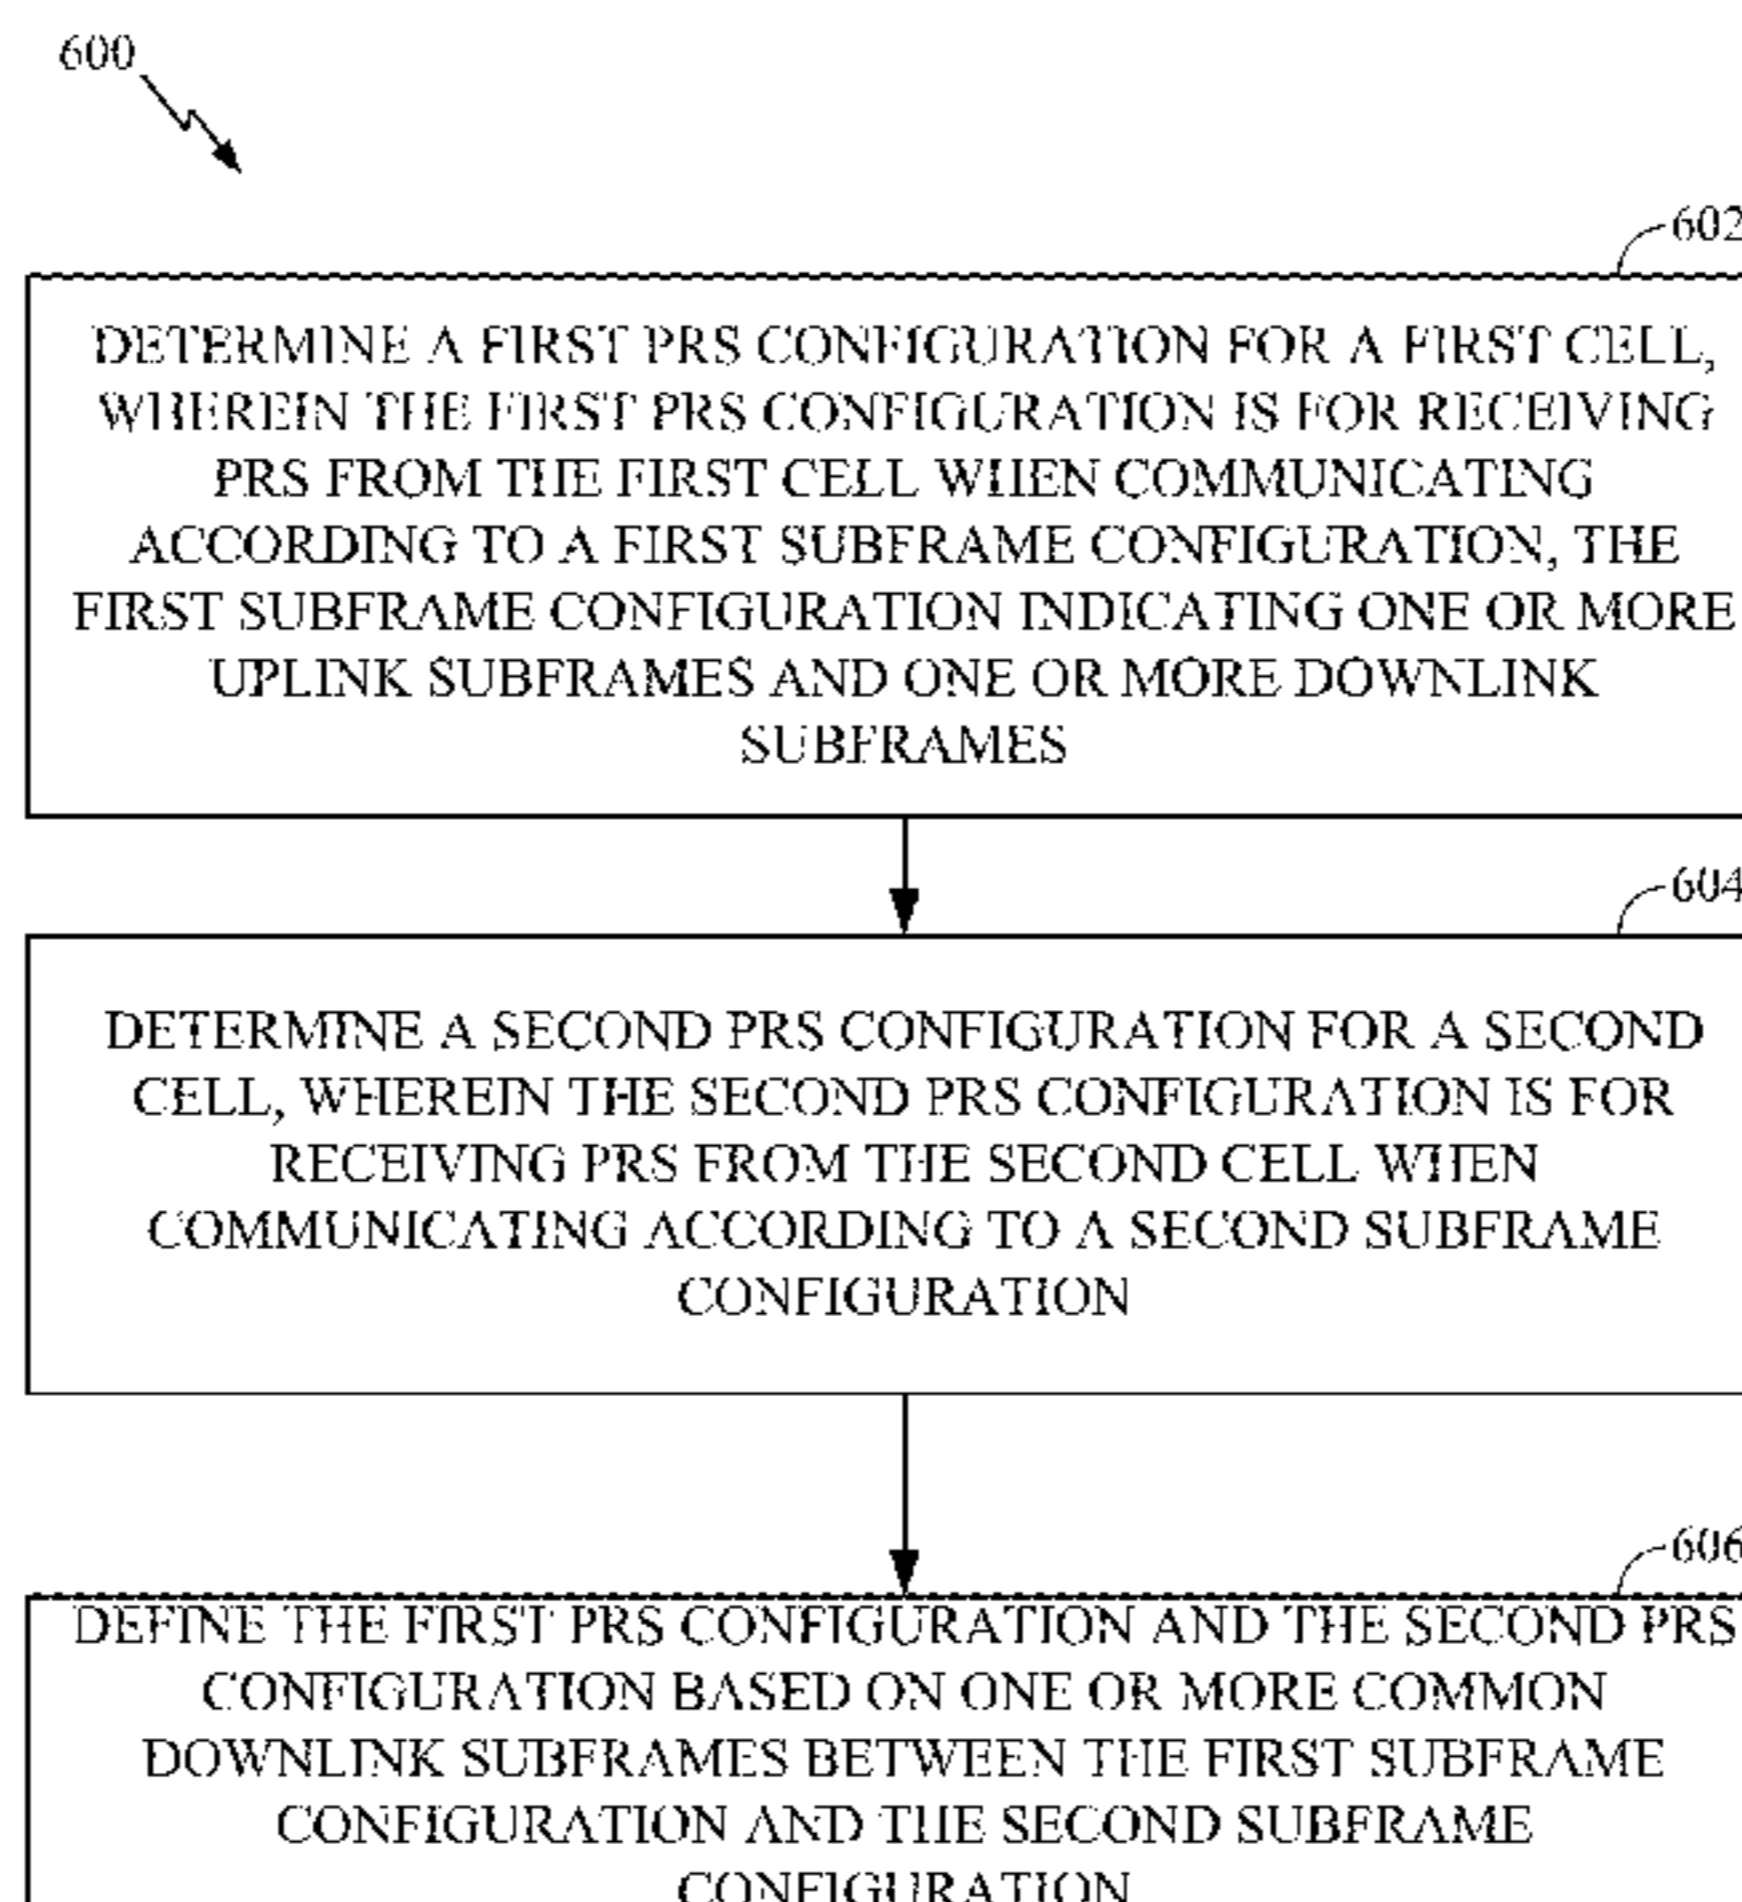 600
602
DETERMINE A FIRST PRS CONFIGURATION FOR A FIRST CELL,
WHEREIN THE FIRST PRS CONFIGURATION IS FOR RECEIVING
PRS FROM THE FIRST CELL WHEN COMMUNICATING
ACCORDING TO A FIRST SUBFRAME CONFIGURATION, THE
FIRST SUBFRAME CONFIGURATION INDICATING ONE OR MORE
UPLINK SUBFRAMES AND ONE OR MORE DOWNLINK
SUBFRAMES
604
DETERMINE A SECOND PRS CONFIGURATION FOR A SECOND
CELL, WHEREIN THE SECOND PRS CONFIGURATION IS FOR
RECEIVING PRS FROM THE SECOND CELL WHEN
COMMUNICATING ACCORDING TO A SECOND SUBFRAME
CONFIGURATION
606
DEFINE THE FIRST PRS CONFIGURATION AND THE SECOND PRS
CONFIGURATION BASED ON ONE OR MORE COMMON
DOWNLINK SUBFRAMES BETWEEN THE FIRST SUBFRAME
CONFIGURATION AND THE SECOND SUBFRAME
CONFIGURATION